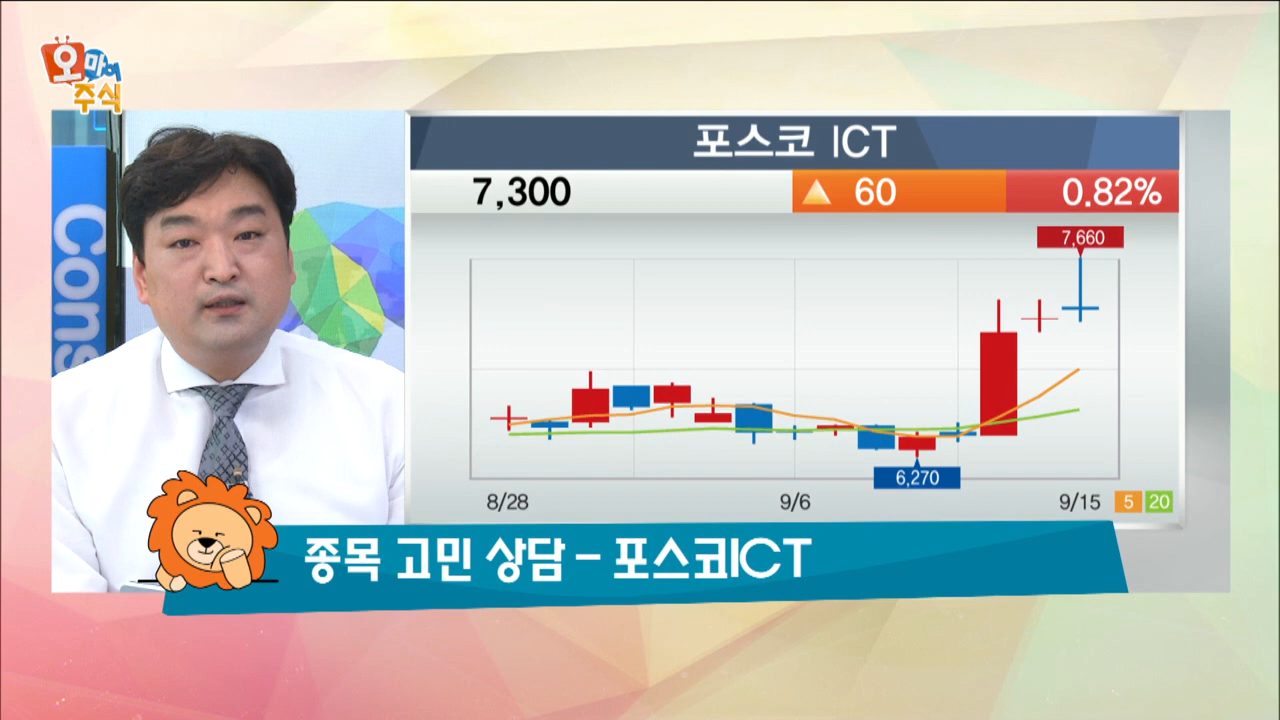 오마이
주식
Cons
포스코 ICT
7,300 ▲ 60 0.82%
7,660
6,270
8/28 9/6 9/15 5 20
종목 고민 상담 - 포스코ICT